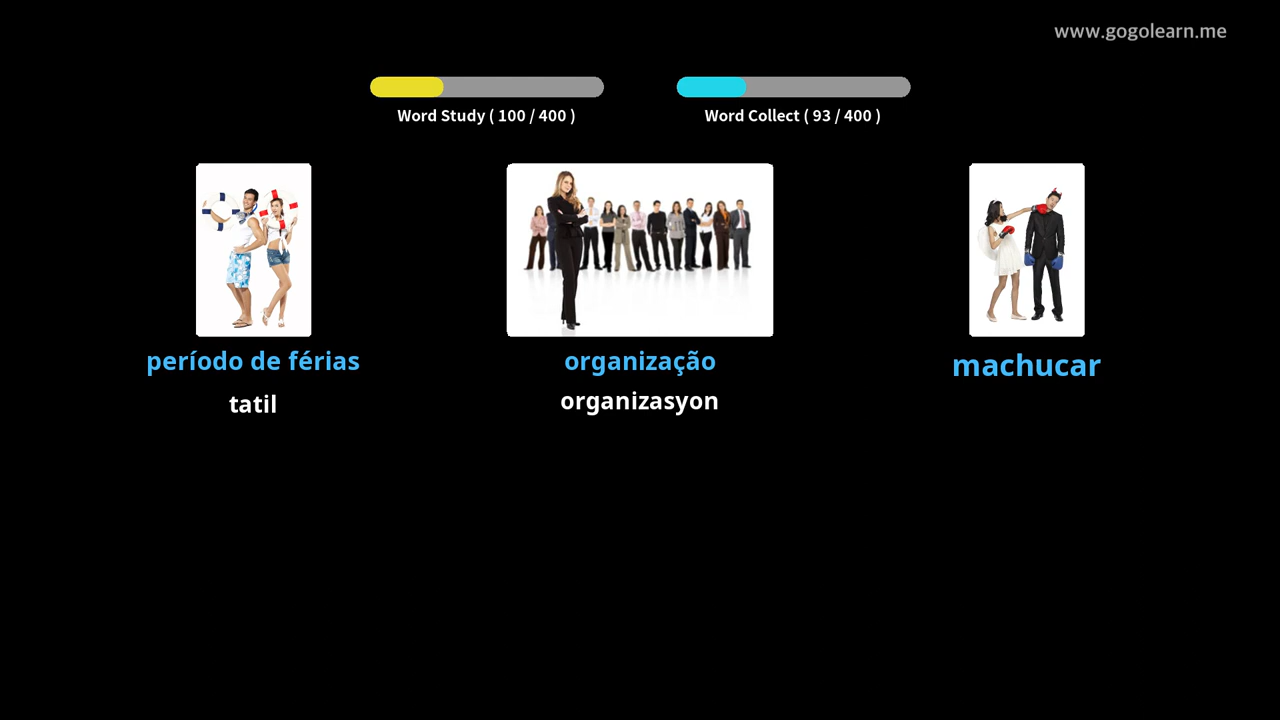 www.gogolearn.me
Word Study ( 100 / 400 )
Word Collect ( 93 / 400 )
período de férias
tatil
organização
organizasyon
machucar